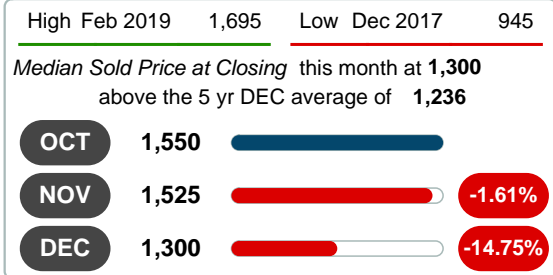 High Feb 2019 1,695 Low Dec 2017 945
Median Sold Price at Closing this month at 1,300
above the 5 yr DEC average of 1,236
OCT 1,550
NOV 1,525 -1.61%
DEC 1,300 -14.75%